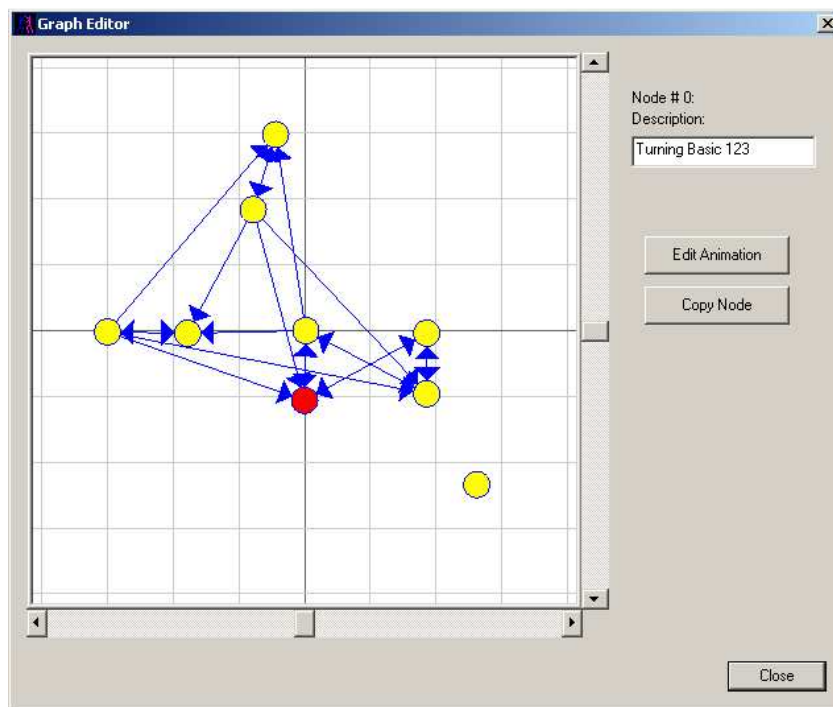 Graph Editor
Node # 0:
Description:
Turning Basic 123
Edit Animation
Copy Node
Close